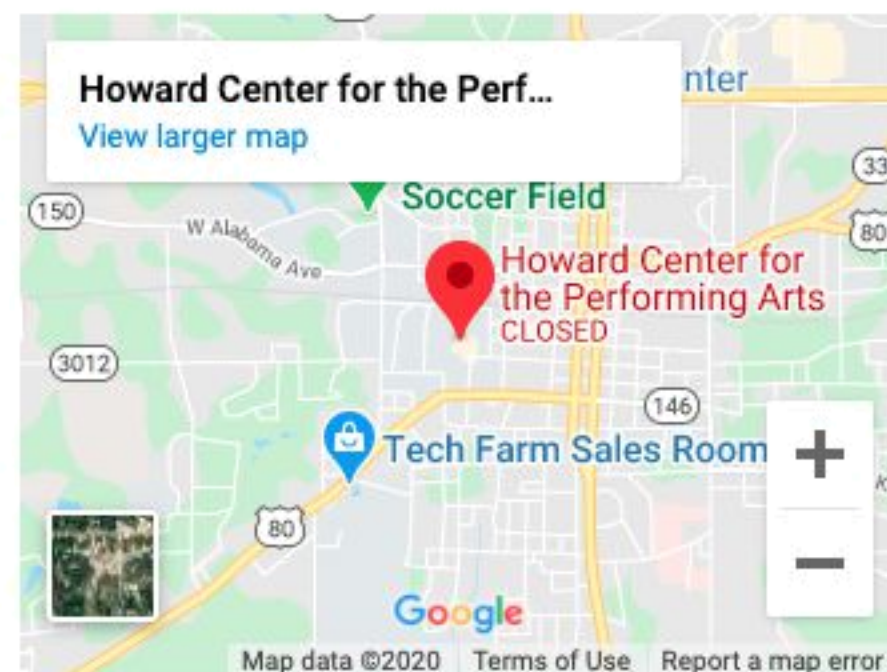 Howard Center for the Perf...
View larger map
nter
33
150
Soccer Field
80
W Alabama Ave
Howard Center for
the Performing Arts
CLOSED
3012
146
Tech Farm Sales Room
80
Google
Map data ©2020 Terms of Use Report a map error